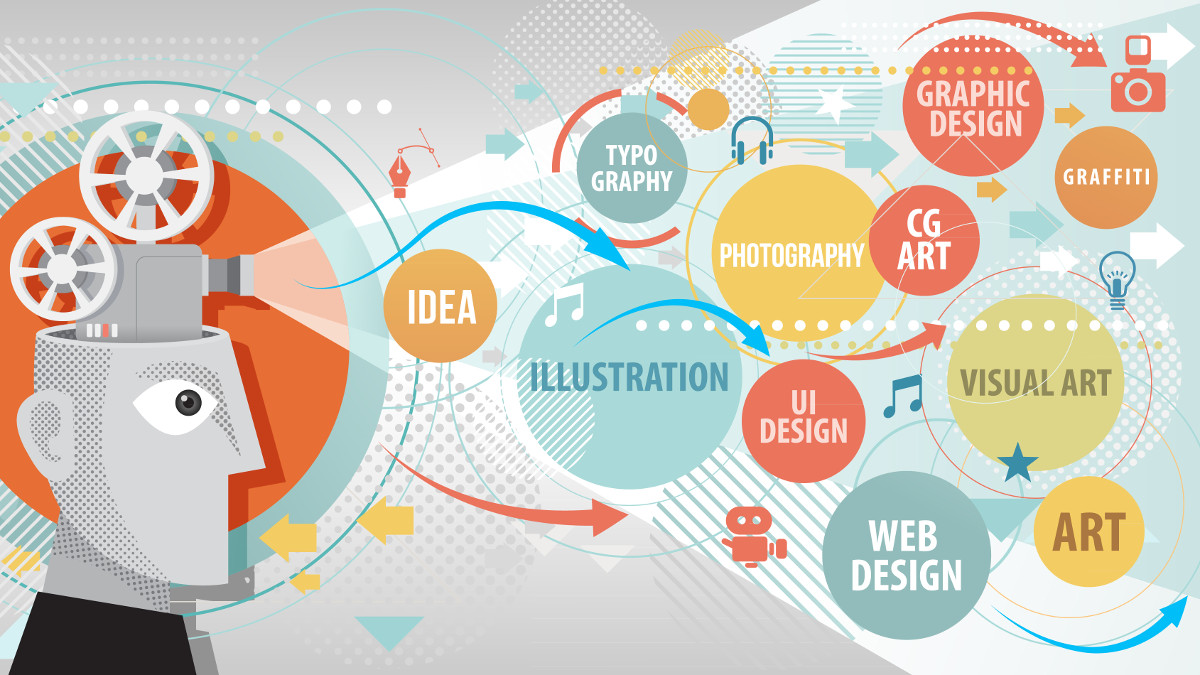 GRAPHIC
DESIGN
TYPO
GRAPHY
GRAFFITI
PHOTOGRAPHY
CG
ART
IDEA
ILLUSTRATION
UI
DESIGN
VISUAL ART
WEB
DESIGN
ART